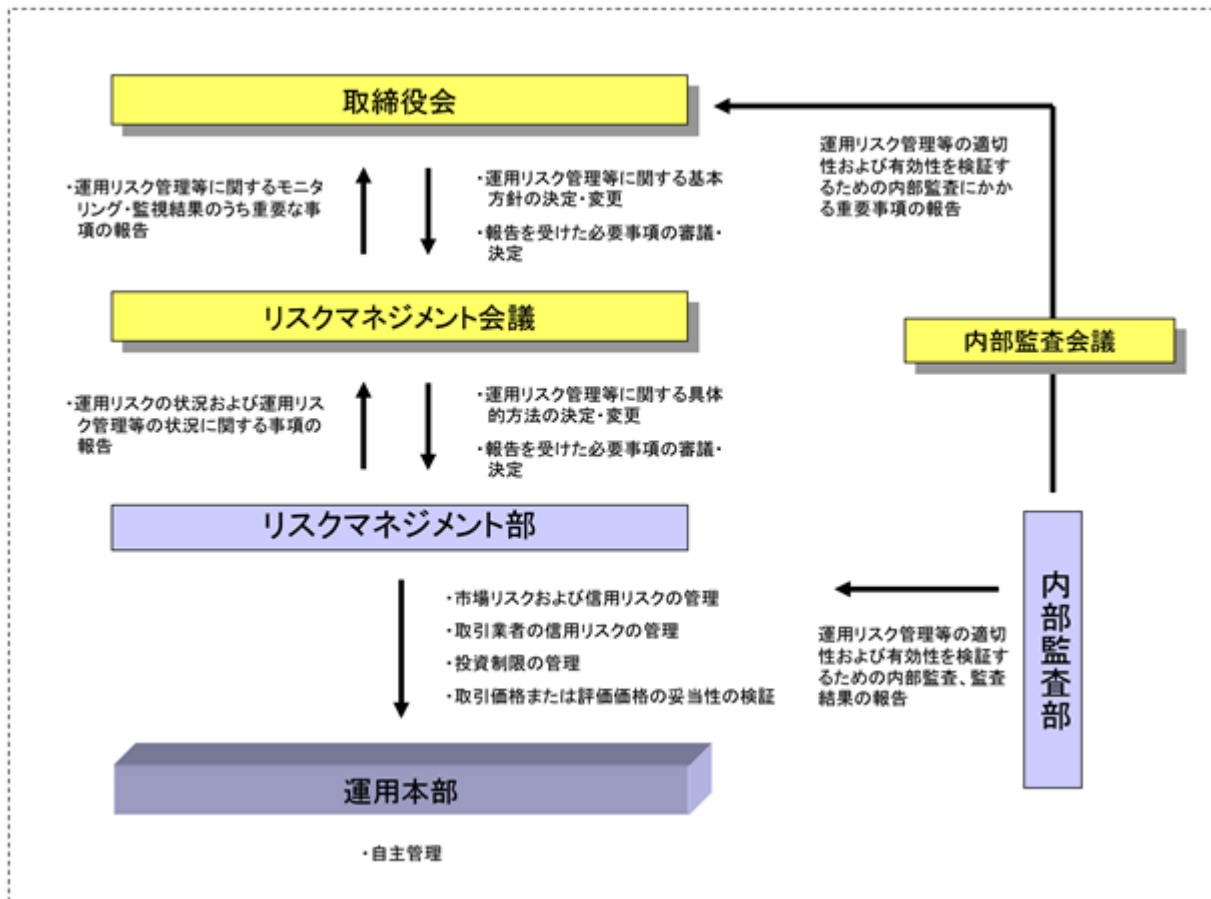 取締役会
・運用リスク管理等に関するモニ
タリング・監視結果のうち重要な事
項の報告
・運用リスク管理等に関する基本
方針の決定・変更
・報告を受けた必要事項の審議・
決定
運用リスク管理等の適切
性および有効性を検証す
るための内部監査にかか
る重要事項の報告
リスクマネジメント会議
内部監査会議
・運用リスクの状況および運用リス
ク管理等の状況に関する事項の
報告
・運用リスク管理等に関する具体
的方法の決定・変更
・報告を受けた必要事項の審議・
決定
リスクマネジメント部
・市場リスクおよび信用リスクの管理
・取引業者の信用リスクの管理
・投資制限の管理
・取引価格または評価価格の妥当性の検証
運用リスク管理等の適切
性および有効性を検証す
るための内部監査、監査
結果の報告
内部監査部
運用本部
・自主管理